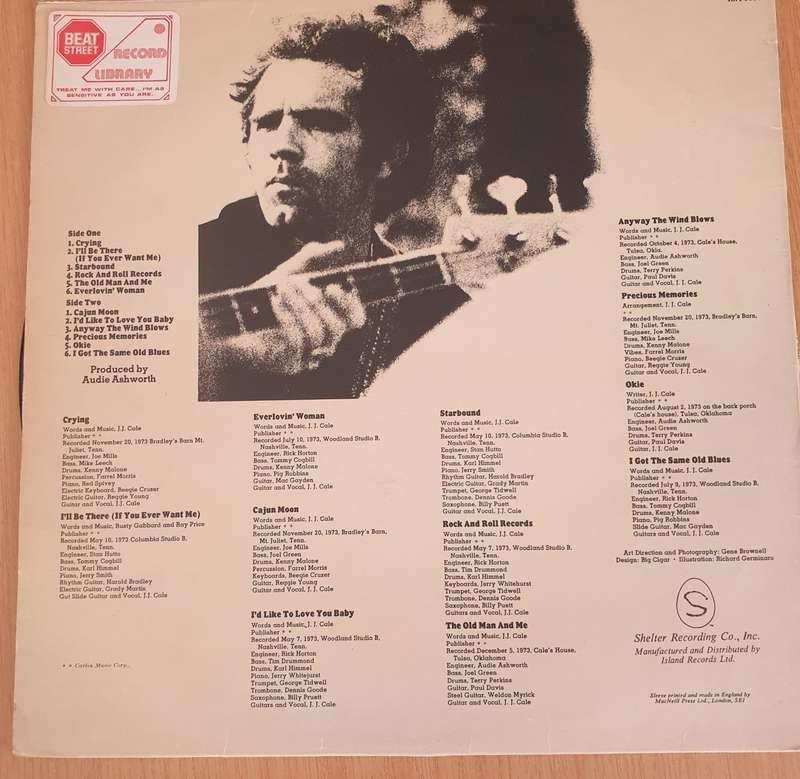 BEAT
STREET
RECORD
LIBRARY
TREAT ME WITH CARE...I'M AS
SENSITIVE AS YOU ARE.
Side One
1. Crying
2. I'll Be There
(If You Ever Want Me)
3. Starbound
4. Rock And Roll Records
5. The Old Man And Me
6. Everlovin' Woman
Side Two
1. Cajun Moon
2. I'd Like To Love You Baby
3. Anyway The Wind Blows
4. Precious Memories
5. Okie
6. I Got The Same Old Blues
Produced by
Audie Ashworth
Crying
Words and Music, J.J. Cale
Publisher * *
Recorded November 20, 1973 Bradley's Barn Mt.
Juliet, Tenn.
Engineer, Joe Mills
Bass, Mike Leech
Drums, Kenny Malone
Percussion, Farrel Morris
Piano, Red Spivey
Electric Keyboard, Beegie Cruzer
Electric Guitar, Reggie Young
Guitar and Vocal, J.J. Cale
I'll Be There (If You Ever Want Me)
Words and Music, Rusty Gabbard and Ray Price
Publisher * *
Recorded May 10, 1973 Columbia Studio B,
Nashville, Tenn.
Engineer, Stan Hutto
Bass, Tommy Cogbill
Drums, Karl Himmel
Piano, Jerry Smith
Rhythm Guitar, Harold Bradley
Electric Guitar, Grady Martin
Gut Slide Guitar and Vocal, J.J. Cale
* * Carlin Music Corp.
Everlovin' Woman
Words and Music, J. J. Cale
Publisher * *
Recorded July 10, 1973, Woodland Studio B,
Nashville, Tenn.
Engineer, Rick Horton
Bass, Tommy Cogbill
Drums, Kenny Malone
Piano, Pig Robbins
Guitar, Mac Gayden
Guitar and Vocal, J. J. Cale
Cajun Moon
Words and Music, J. J. Cale
Publisher * *
Recorded November 20, 1973, Bradley's Barn,
Mt. Juliet, Tenn.
Engineer, Joe Mills
Bass, Joel Green
Drums, Kenny Malone
Percussion, Farrel Morris
Keyboards, Beegie Cruzer
Guitar, Reggie Young
Guitar and Vocal, J. J. Cale
I'd Like To Love You Baby
Words and Music, J. J. Cale
Publisher * *
Recorded May 7, 1973, Woodland Studio B,
Nashville, Tenn.
Engineer, Rick Horton
Bass, Tim Drummond
Drums, Karl Himmel
Piano, Jerry Whitehurst
Trumpet, George Tidwell
Trombone, Dennis Goode
Saxophone, Billy Pruett
Guitars and Vocal, J. J. Cale
Starbound
Words and Music, J.J. Cale
Publisher * *
Recorded May 10, 1973, Columbia Studio B,
Nashville, Tenn.
Engineer, Stan Hutto
Bass, Tommy Cogbill
Drums, Karl Himmel
Piano, Jerry Smith
Rhythm Guitar, Harold Bradley
Electric Guitar, Grady Martin
Trumpet, George Tidwell
Trombone, Dennis Goode
Saxophone, Billy Puett
Guitar and Vocal, J.J. Cale
Rock And Roll Records
Words and Music, J.J. Cale
Publisher * *
Recorded May 7, 1973, Woodland Studio B,
Nashville, Tenn.
Engineer, Rick Horton
Bass, Tim Drummond
Drums, Karl Himmel
Keyboards, Jerry Whitehurst
Trumpet, George Tidwell
Trombone, Dennis Goode
Saxophone, Billy Puett
Guitars and Vocal, J.J. Cale
The Old Man And Me
Words and Music, J.J. Cale
Publisher * *
Recorded December 5, 1973, Cale's House,
Tulsa, Oklahoma
Engineer, Audie Ashworth
Bass, Joel Green
Drums, Terry Perkins
Guitar, Paul Davis
Steel Guitar, Weldon Myrick
Guitar and Vocal, J. J. Cale
Anyway The Wind Blows
Words and Music, J. J. Cale
Publisher * *
Recorded October 4, 1973, Cale's House,
Tulsa, Okla.
Engineer, Audie Ashworth
Bass, Joel Green
Drums, Terry Perkins
Guitar, Paul Davis
Guitar and Vocal, J. J. Cale
Precious Memories
Arrangement, J. J. Cale
* *
Recorded November 20, 1973, Bradley's Barn,
Mt. Juliet, Tenn.
Engineer, Joe Mills
Bass, Mike Leech
Drums, Kenny Malone
Vibes, Farrel Morris
Piano, Beegie Cruzer
Guitar, Reggie Young
Guitar and Vocal, J. J. Cale
Okie
Writer, J. J. Cale
Publisher * *
Recorded August 2, 1973 on the back porch
(Cale's house), Tulsa, Oklahoma
Engineer, Audie Ashworth
Bass, Joel Green
Drums, Terry Perkins
Guitar, Paul Davis
Guitar, J. J. Cale
I Got The Same Old Blues
Words and Music, J. J. Cale
Publisher * *
Recorded July 9, 1973, Woodland Studio B,
Nashville, Tenn.
Engineer, Rick Horton
Bass, Tommy Cogbill
Drums, Kenny Malone
Piano, Pig Robbins
Slide Guitar, Mac Gayden
Guitars and Vocal, J. J. Cale
Art Direction and Photography: Gene Brownell
Design: Big Cigar • Illustration: Richard Germinaro
S
Shelter Recording Co., Inc.
Manufactured and Distributed by
Island Records Ltd.
Sleeve printed and made in England by
MacNeill Press Ltd., London, SE1